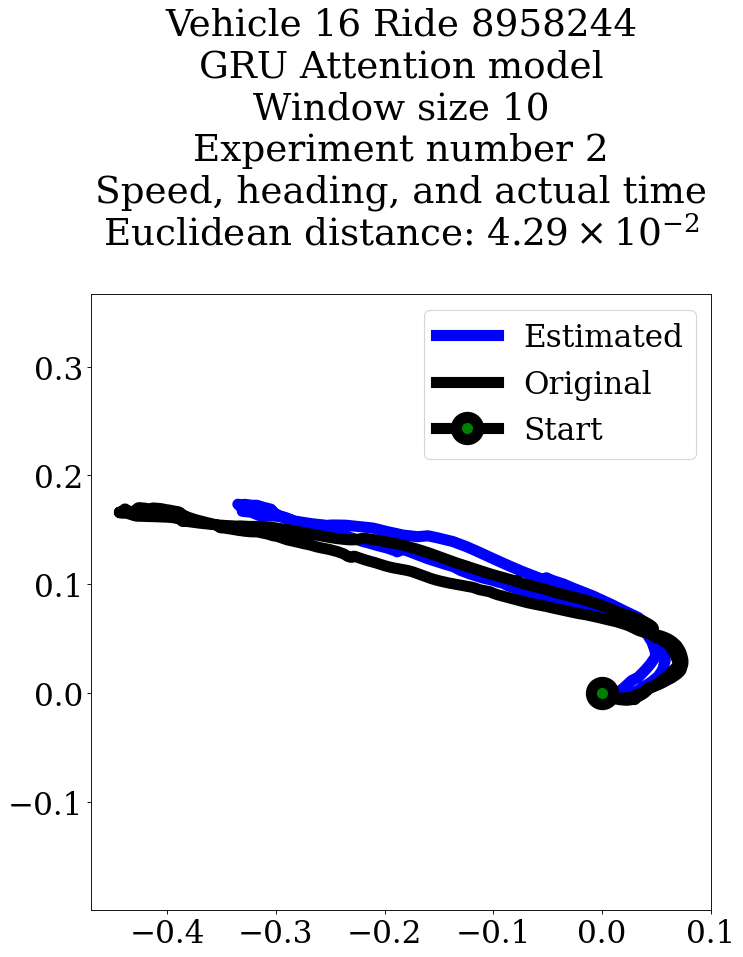 Vehicle 16 Ride 8958244
GRU Attention model
Window size 10
Experiment number 2
Speed, heading, and actual time
Euclidean distance: 4.29 × 10⁻²
Estimated
Original
Start
0.3
0.2
0.1
0.0
−0.1
−0.4 −0.3 −0.2 −0.1 0.0 0.1